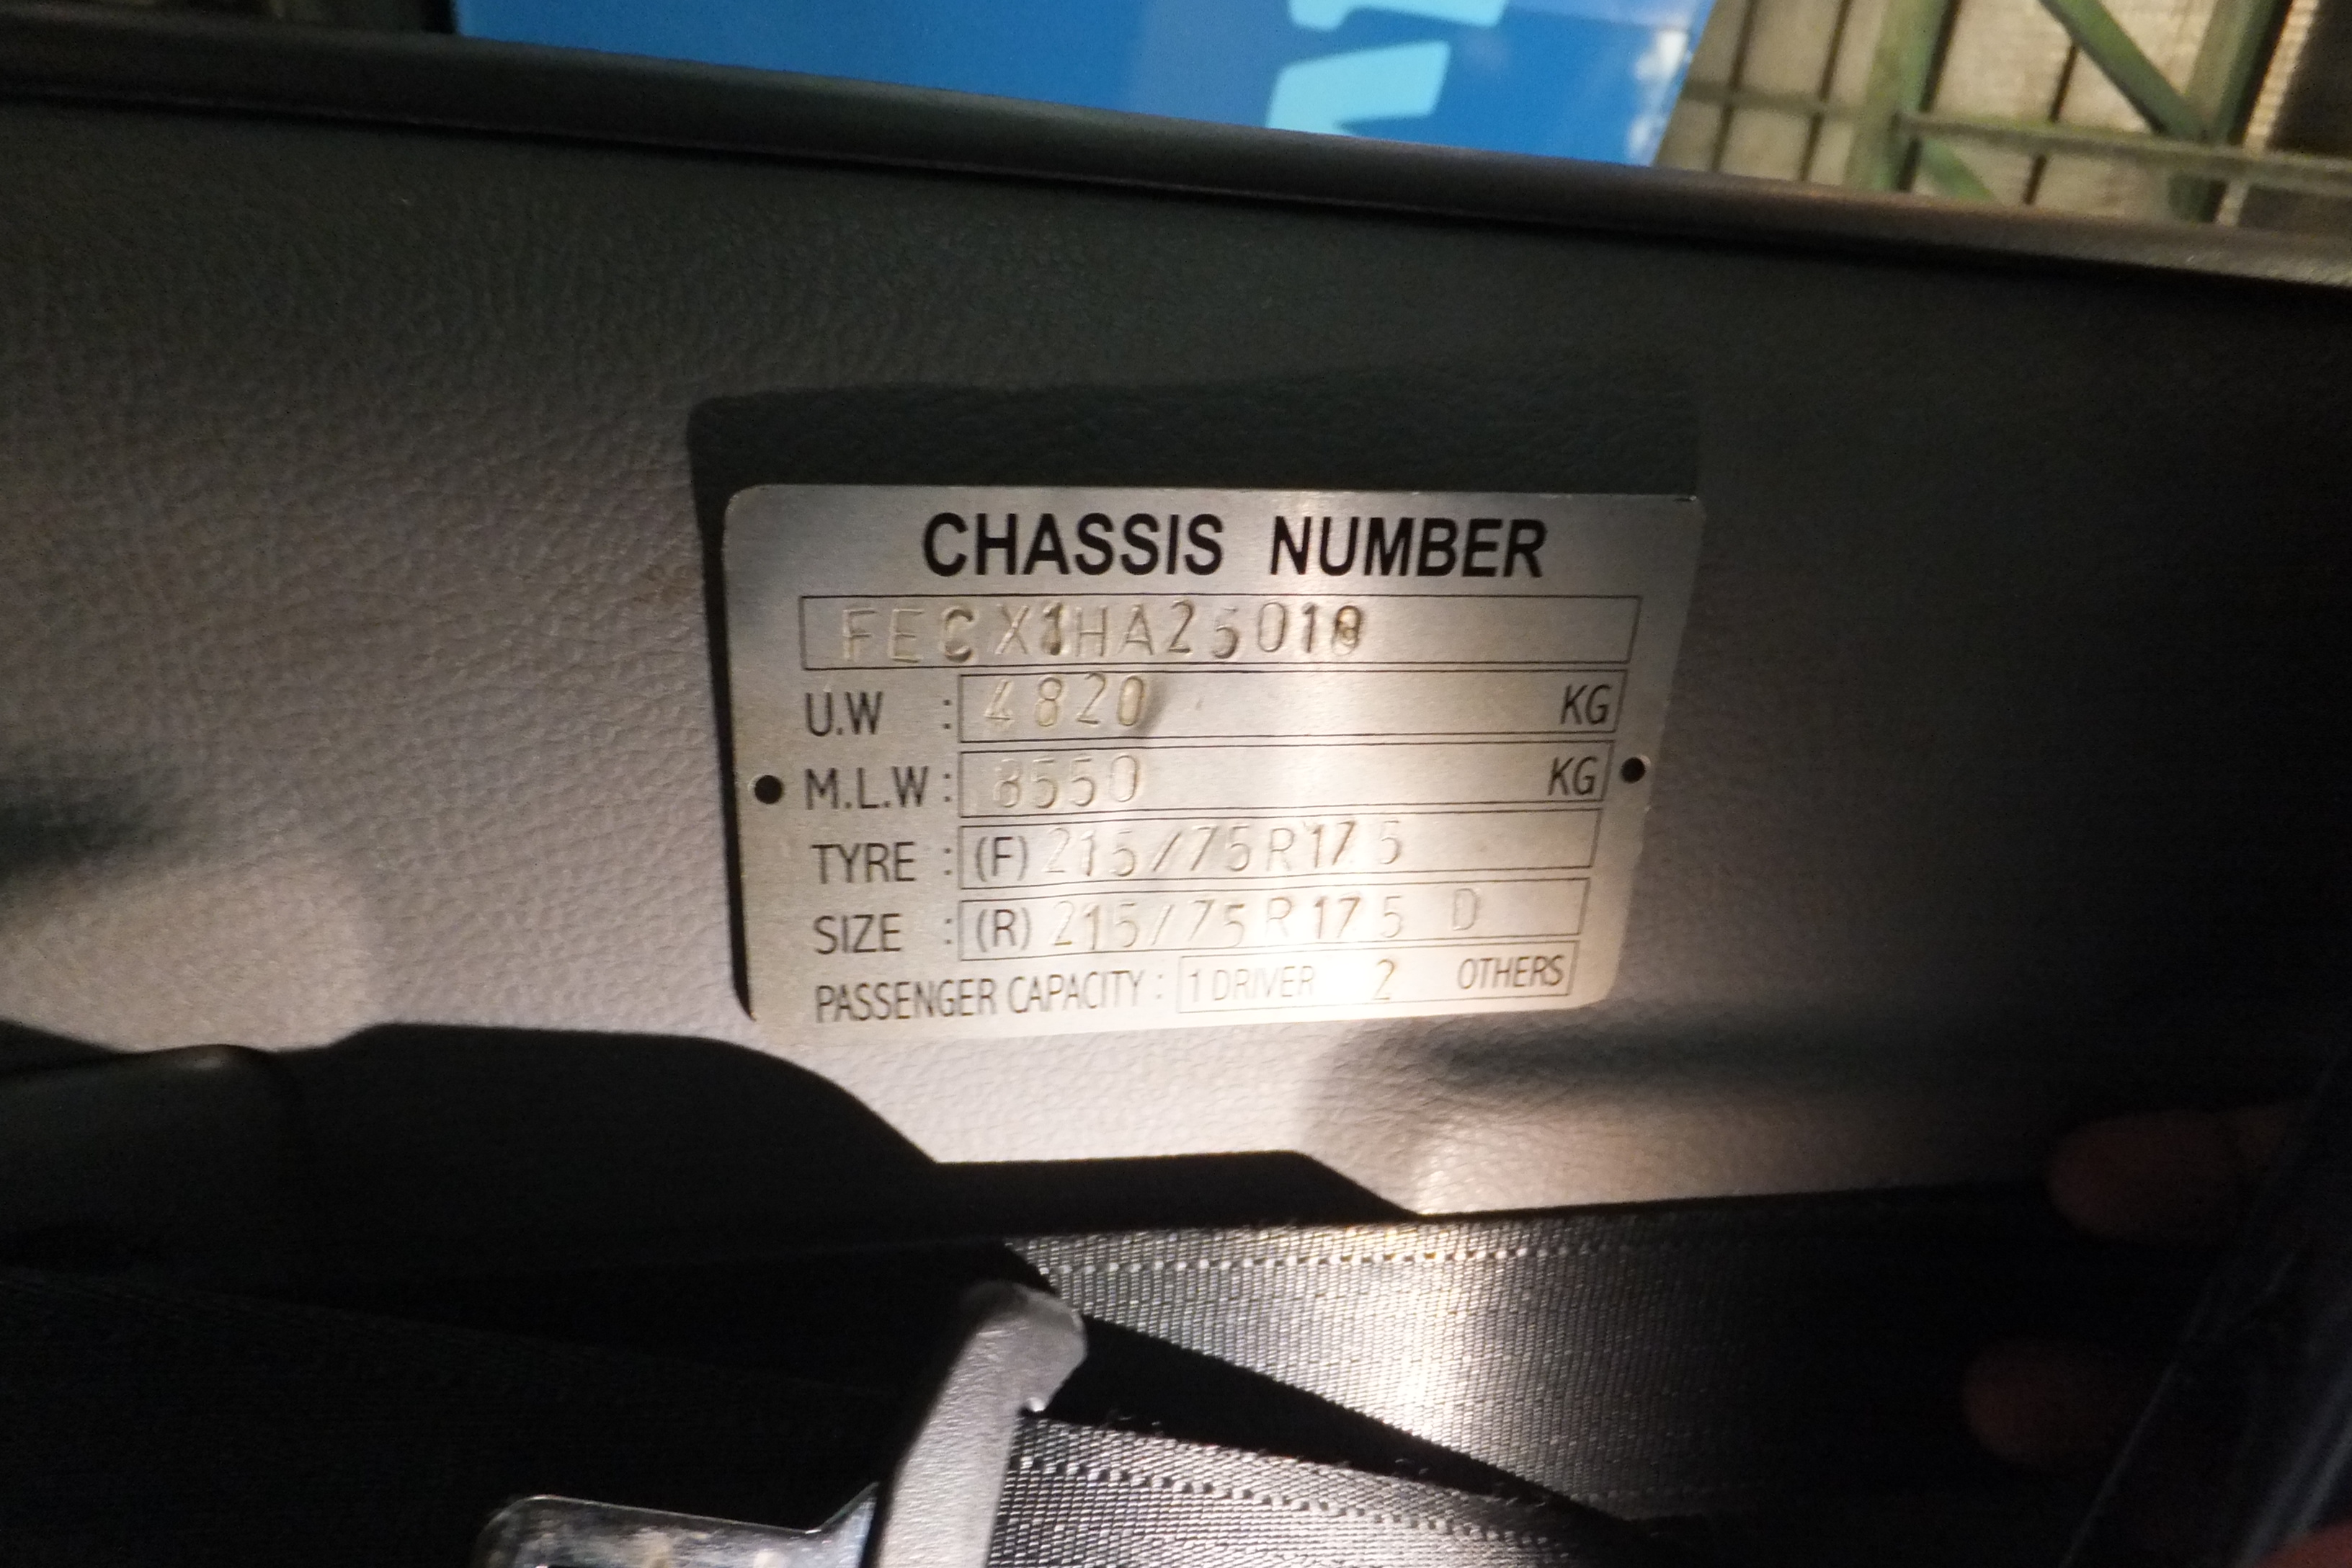 CHASSIS NUMBER
U.W : 4820 KG
M.L.W : 8550 KG
TYRE : (F) 215/75R17.5
SIZE : (R) 215/75R17.5 D
PASSENGER CAPACITY : 1 DRIVER 2 OTHERS